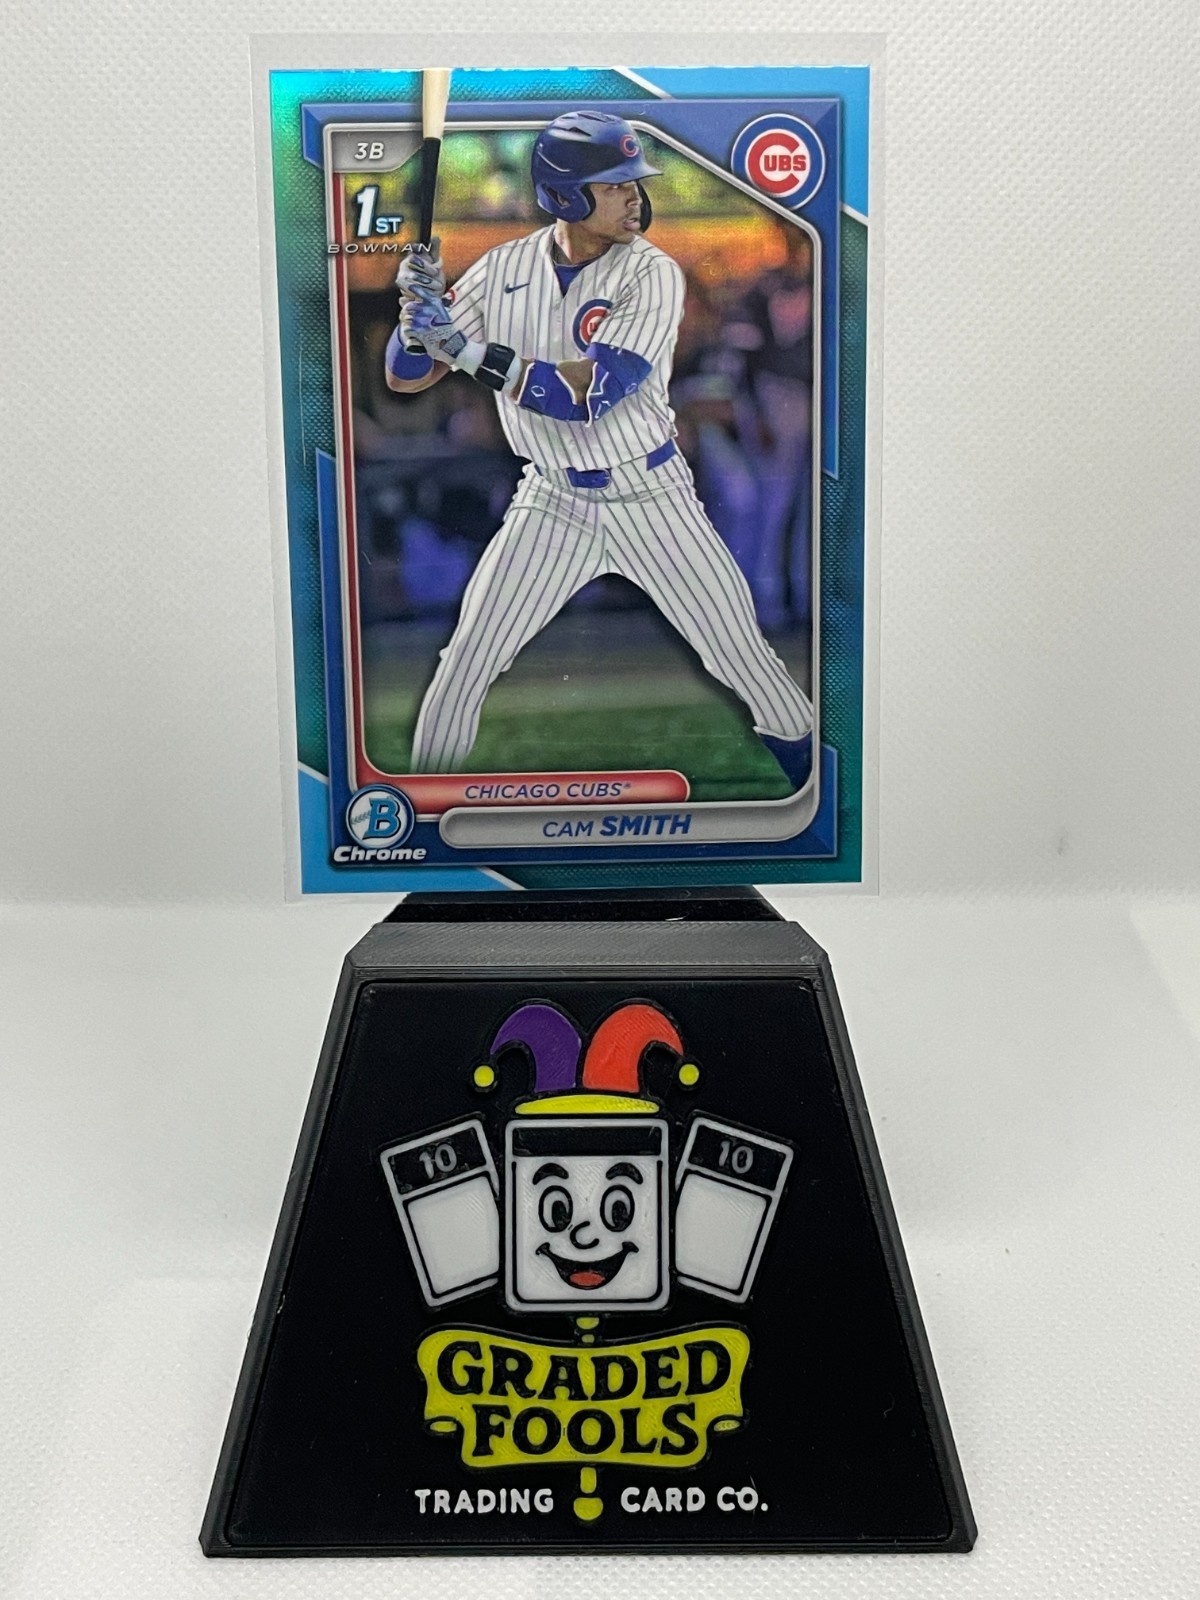 3B
CUBS
1ST
BOWMAN
C
CHICAGO CUBS®
CAM SMITH
B
Chrome
10
10
GRADED
FOOLS
TRADING CARD CO.